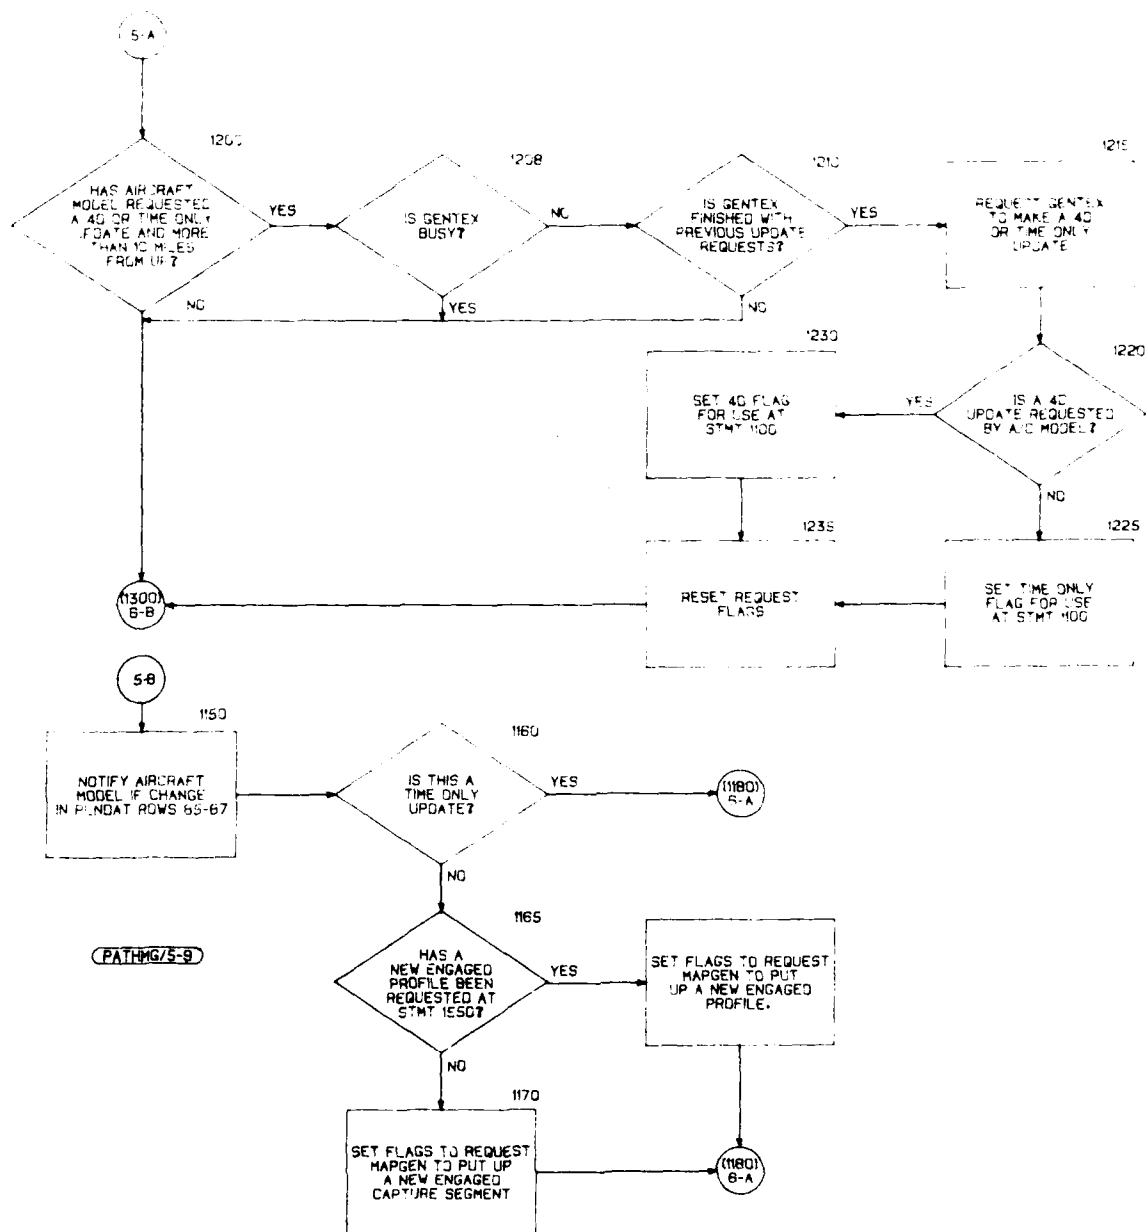 5-A
HAS AIRCRAFT
MODEL REQUESTED
A 4D OR TIME ONLY
UPDATE AND MORE
THAN 10 MILES
FROM
YES
NO
1208
IS GENTEX
BUSY?
NO
YES
1210
IS GENTEX
FINISHED WITH
PREVIOUS UPDATE
REQUESTS?
YES
NO
1215
REQUEST GENTEX
TO MAKE A 4D
OR TIME ONLY
UPDATE
1220
IS A 4D
UPDATE REQUESTED
BY A/C MODEL?
YES
NO
1230
SET 4D FLAG
FOR USE AT
STMT 1100
1235
RESET REQUEST
FLAGS
1225
SET TIME ONLY
FLAG FOR USE
AT STMT 1100
(1300)
6-B
5-B
1150
NOTIFY AIRCRAFT
MODEL IF CHANGE
IN ROWS 65-67
1160
IS THIS A
TIME ONLY
UPDATE?
YES
NO
(1180)
6-A
1165
HAS A
NEW ENGAGED
PROFILE BEEN
REQUESTED AT
STMT 1550?
YES
NO
SET FLAGS TO REQUEST
MAPGEN TO PUT
UP A NEW ENGAGED
PROFILE.
PATHMG/5-9
1170
SET FLAGS TO REQUEST
MAPGEN TO PUT UP
A NEW ENGAGED
CAPTURE SEGMENT
(1180)
6-A